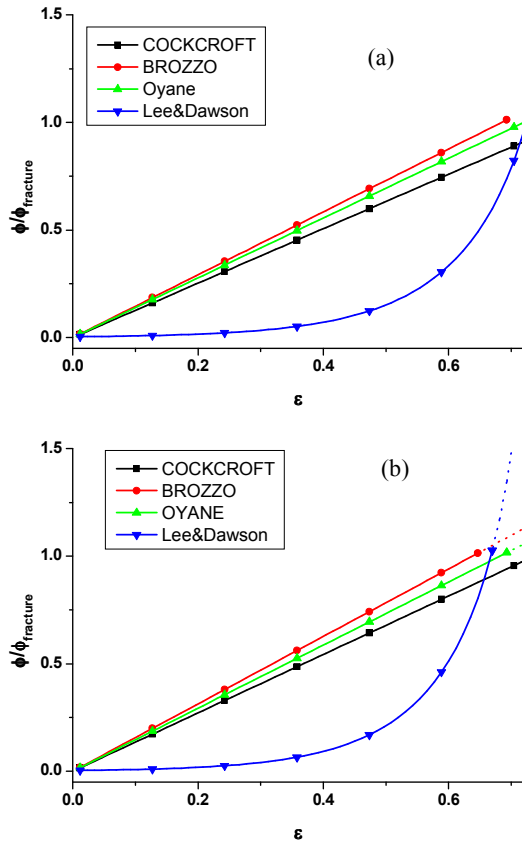 1.5
COCKCROFT
BROZZO
Oyane
Lee&Dawson
(a)
1.0
ϕ/ϕfracture
0.5
0.0
0.0 0.2 0.4 0.6
ε
1.5
COCKCROFT
BROZZO
OYANE
Lee&Dawson
(b)
1.0
ϕ/ϕfracture
0.5
0.0
0.0 0.2 0.4 0.6
ε